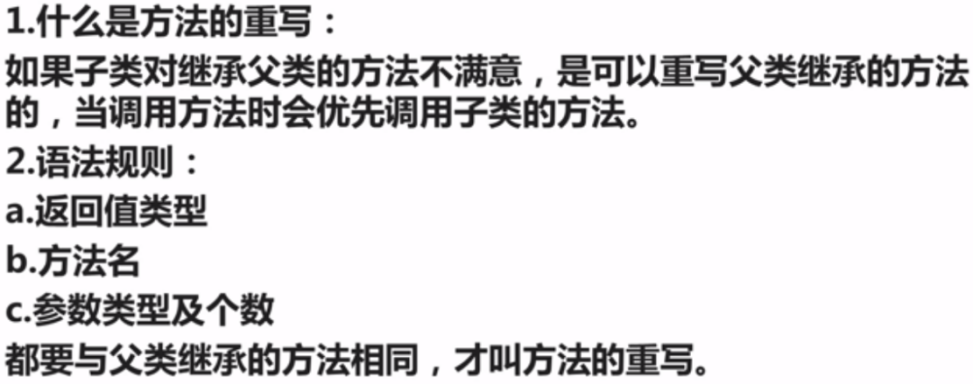 1.什么是方法的重写：
如果子类对继承父类的方法不满意，是可以重写父类继承的方法
的，当调用方法时会优先调用子类的方法。
2.语法规则：
a.返回值类型
b.方法名
c.参数类型及个数
都要与父类继承的方法相同，才叫方法的重写。